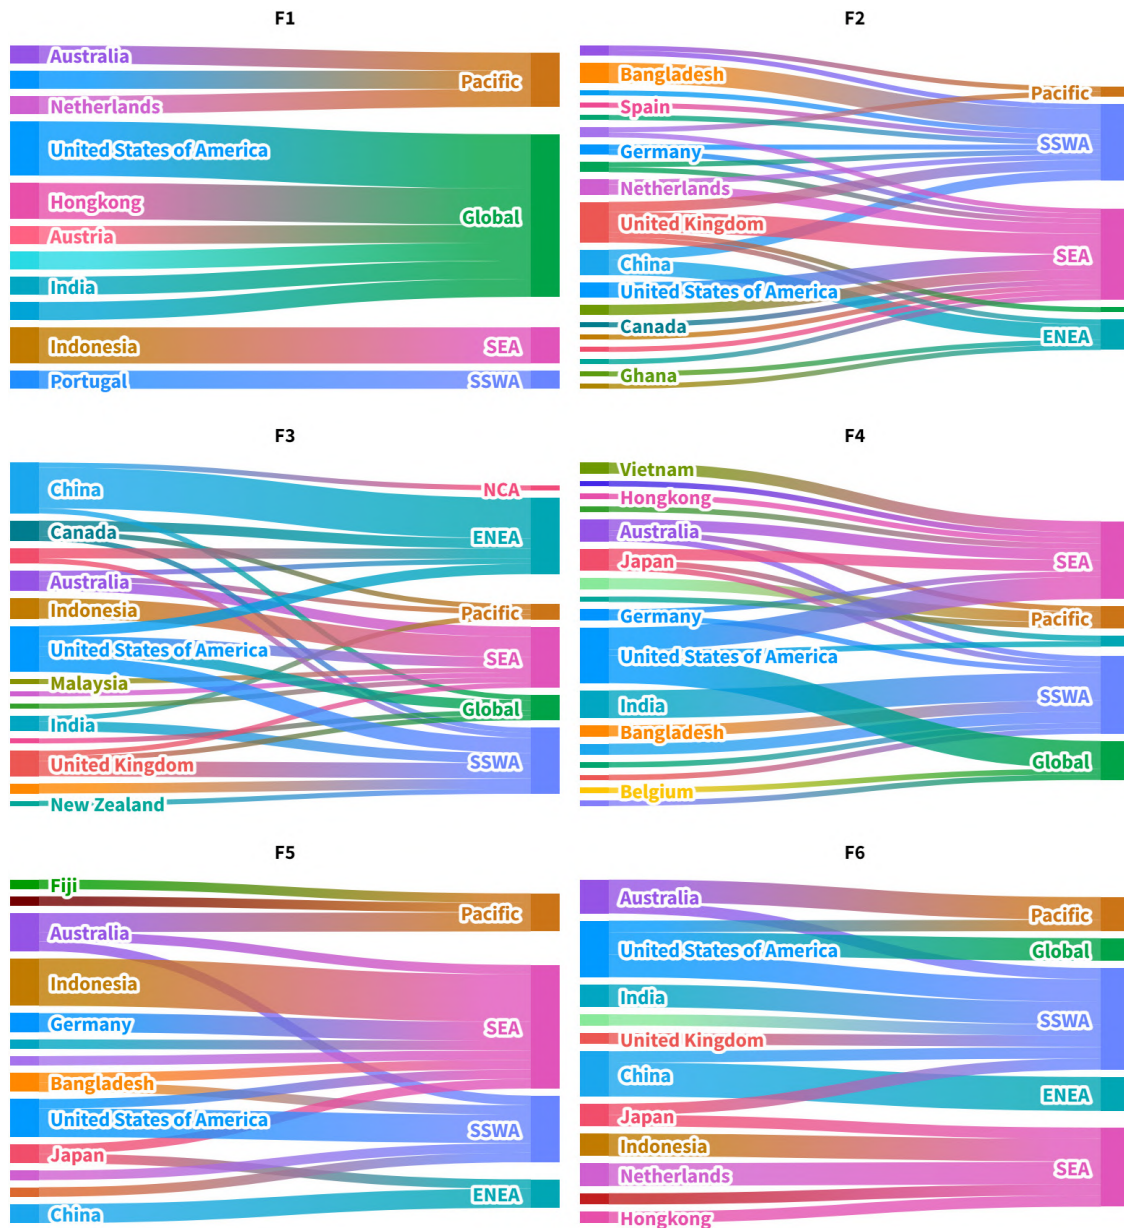 F1
Australia
Pacific
Netherlands
United States of America
Hongkong
Global
Austria
India
Indonesia
SEA
Portugal
SSWA
F2
Bangladesh
Pacific
Spain
SSWA
Germany
Netherlands
United Kingdom
SEA
China
United States of America
Canada
ENEA
Ghana
F3
China
NCA
Canada
ENEA
Australia
Indonesia
Pacific
United States of America
SEA
Malaysia
Global
India
United Kingdom
SSWA
New Zealand
F4
Vietnam
Hongkong
Australia
Japan
SEA
Germany
Pacific
United States of America
India
SSWA
Bangladesh
Global
Belgium
F5
Fiji
Pacific
Australia
Indonesia
Germany
SEA
Bangladesh
United States of America
SSWA
Japan
ENEA
China
F6
Australia
Pacific
United States of America
Global
India
SSWA
United Kingdom
China
ENEA
Japan
Indonesia
SEA
Netherlands
Hongkong